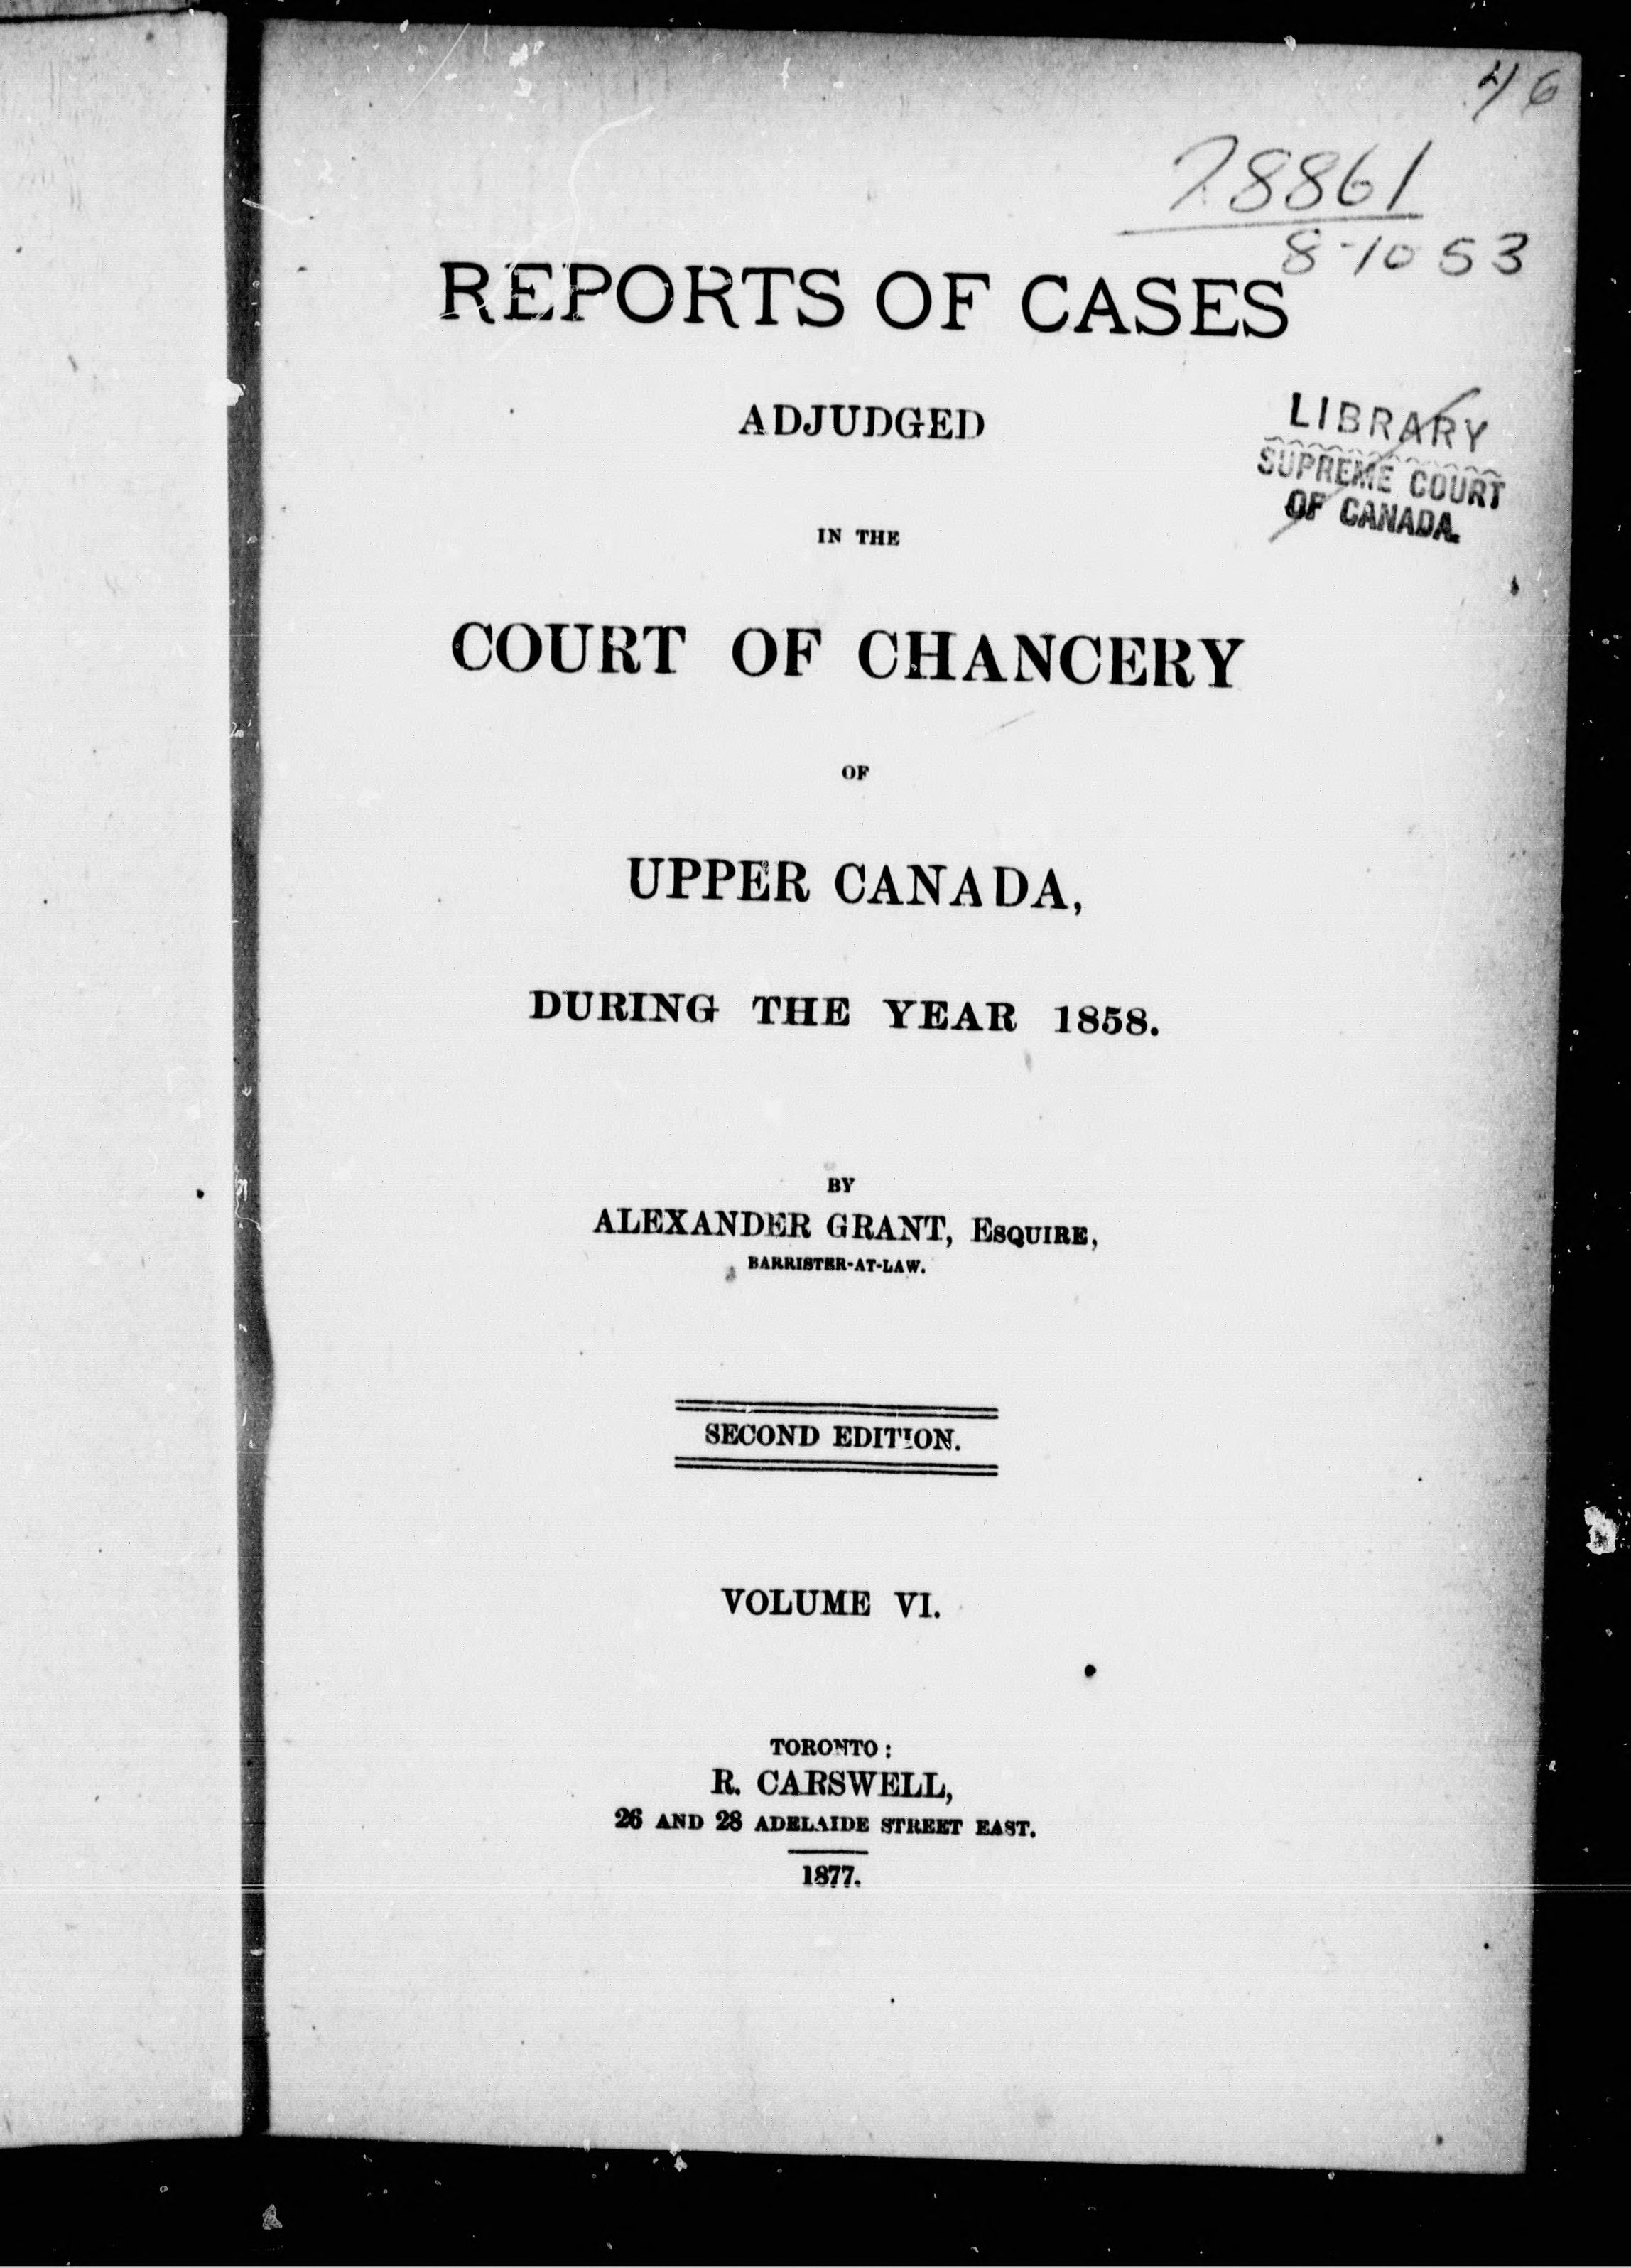 46
28861
8-10 53
REPORTS OF CASES
ADJUDGED
LIBRARY
SUPREME COURT
OF CANADA.
IN THE
COURT OF CHANCERY
OF
UPPER CANADA,
DURING THE YEAR 1858.
BY
ALEXANDER GRANT, ESQUIRE,
BARRISTER-AT-LAW.
SECOND EDITION.
VOLUME VI.
TORONTO:
R. CARSWELL,
26 AND 28 ADELAIDE STREET EAST.
1877.